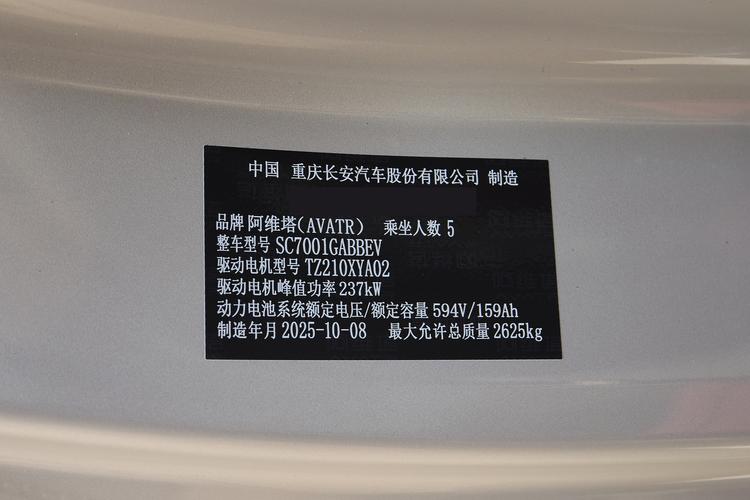 中国 重庆长安汽车股份有限公司 制造
品牌 阿维塔(AVATR) 乘坐人数 5
整车型号 SC7001GABBEV
驱动电机型号 TZ210XYA02
驱动电机峰值功率 237kW
动力电池系统额定电压/额定容量 594V/159Ah
制造年月 2025-10-08 最大允许总质量 2625kg